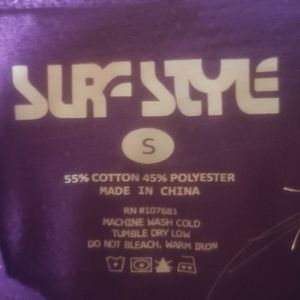 SURF STYLE
S
55% COTTON 45% POLYESTER
MADE IN CHINA
RN #107681
MACHINE WASH COLD
TUMBLE DRY LOW
DO NOT BLEACH, WARM IRON